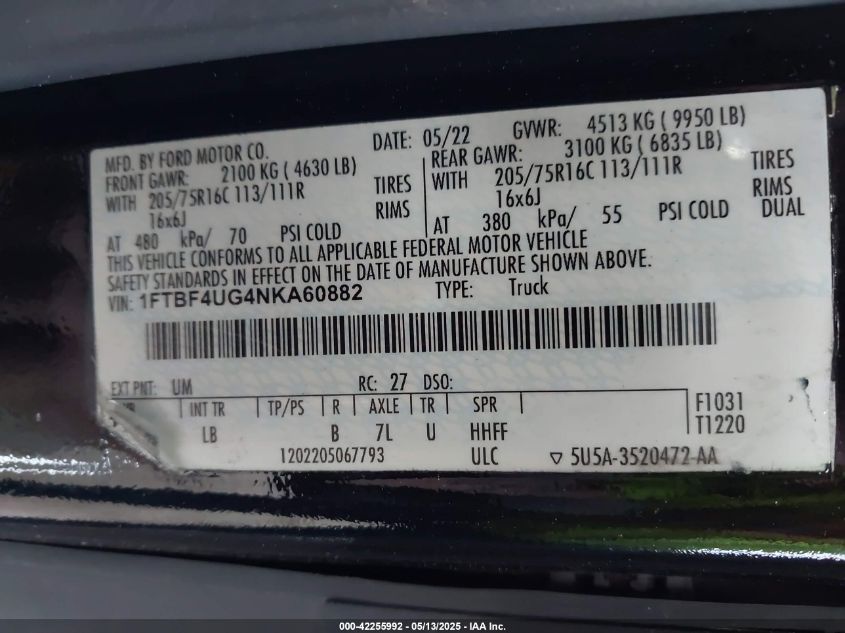 MFD. BY FORD MOTOR CO. DATE: 05/22 GVWR: 4513 KG ( 9950 LB)
FRONT GAWR: 2100 KG ( 4630 LB) REAR GAWR: 3100 KG ( 6835 LB)
WITH 205/75R16C 113/111R TIRES WITH 205/75R16C 113/111R TIRES
16x6J RIMS 16x6J RIMS
AT 480 kPa/ 70 PSI COLD AT 380 kPa/ 55 PSI COLD DUAL
THIS VEHICLE CONFORMS TO ALL APPLICABLE FEDERAL MOTOR VEHICLE
SAFETY STANDARDS IN EFFECT ON THE DATE OF MANUFACTURE SHOWN ABOVE.
VIN: 1FTBF4UG4NKA60882 TYPE: Truck
EXT PNT: UM RC: 27 DSO:
INT TR TP/PS R AXLE TR SPR F1031
LB B 7L U HHFF T1220
1202205067793 ULC ▽ 5U5A-3520472-AA
000-42255992 - 05/13/2025 - IAA Inc.